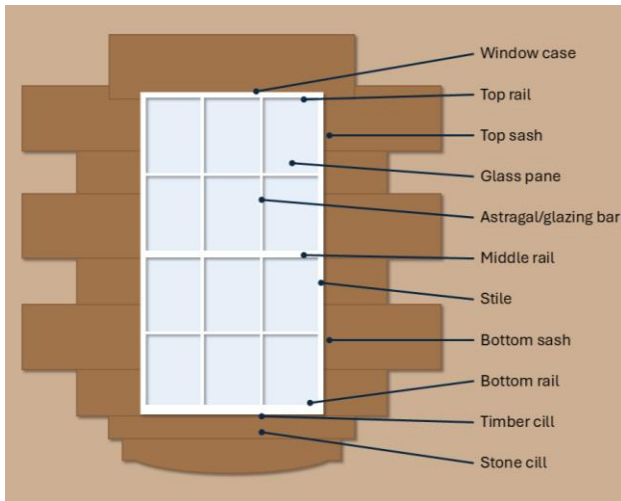 Window case
Top rail
Top sash
Glass pane
Astragal/glazing bar
Middle rail
Stile
Bottom sash
Bottom rail
Timber cill
Stone cill